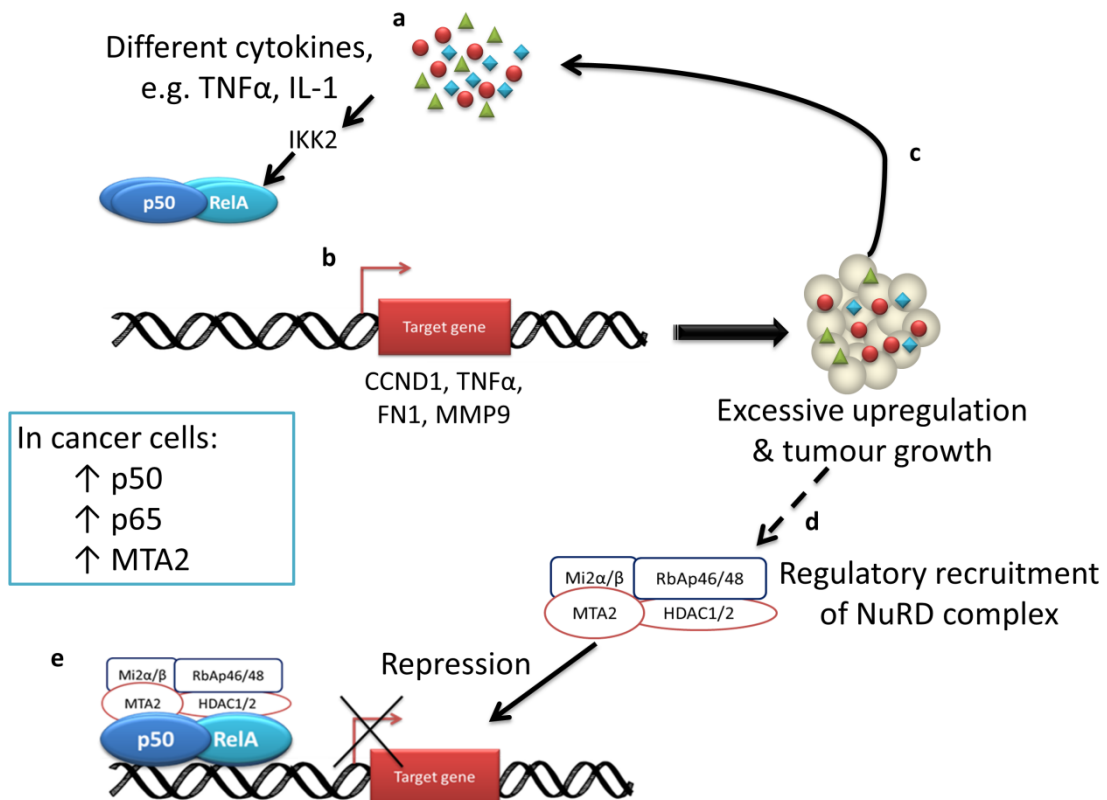 a
Different cytokines,
e.g. TNFα, IL-1
IKK2
c
p50
RelA
b
Target gene
CCND1, TNFα,
FN1, MMP9
Excessive upregulation
& tumour growth
In cancer cells:
↑ p50
↑ p65
↑ MTA2
d
Mi2α/β
RbAp46/48
MTA2
HDAC1/2
Regulatory recruitment
of NuRD complex
e
Repression
Mi2α/β
RbAp46/48
MTA2
HDAC1/2
p50
RelA
Target gene